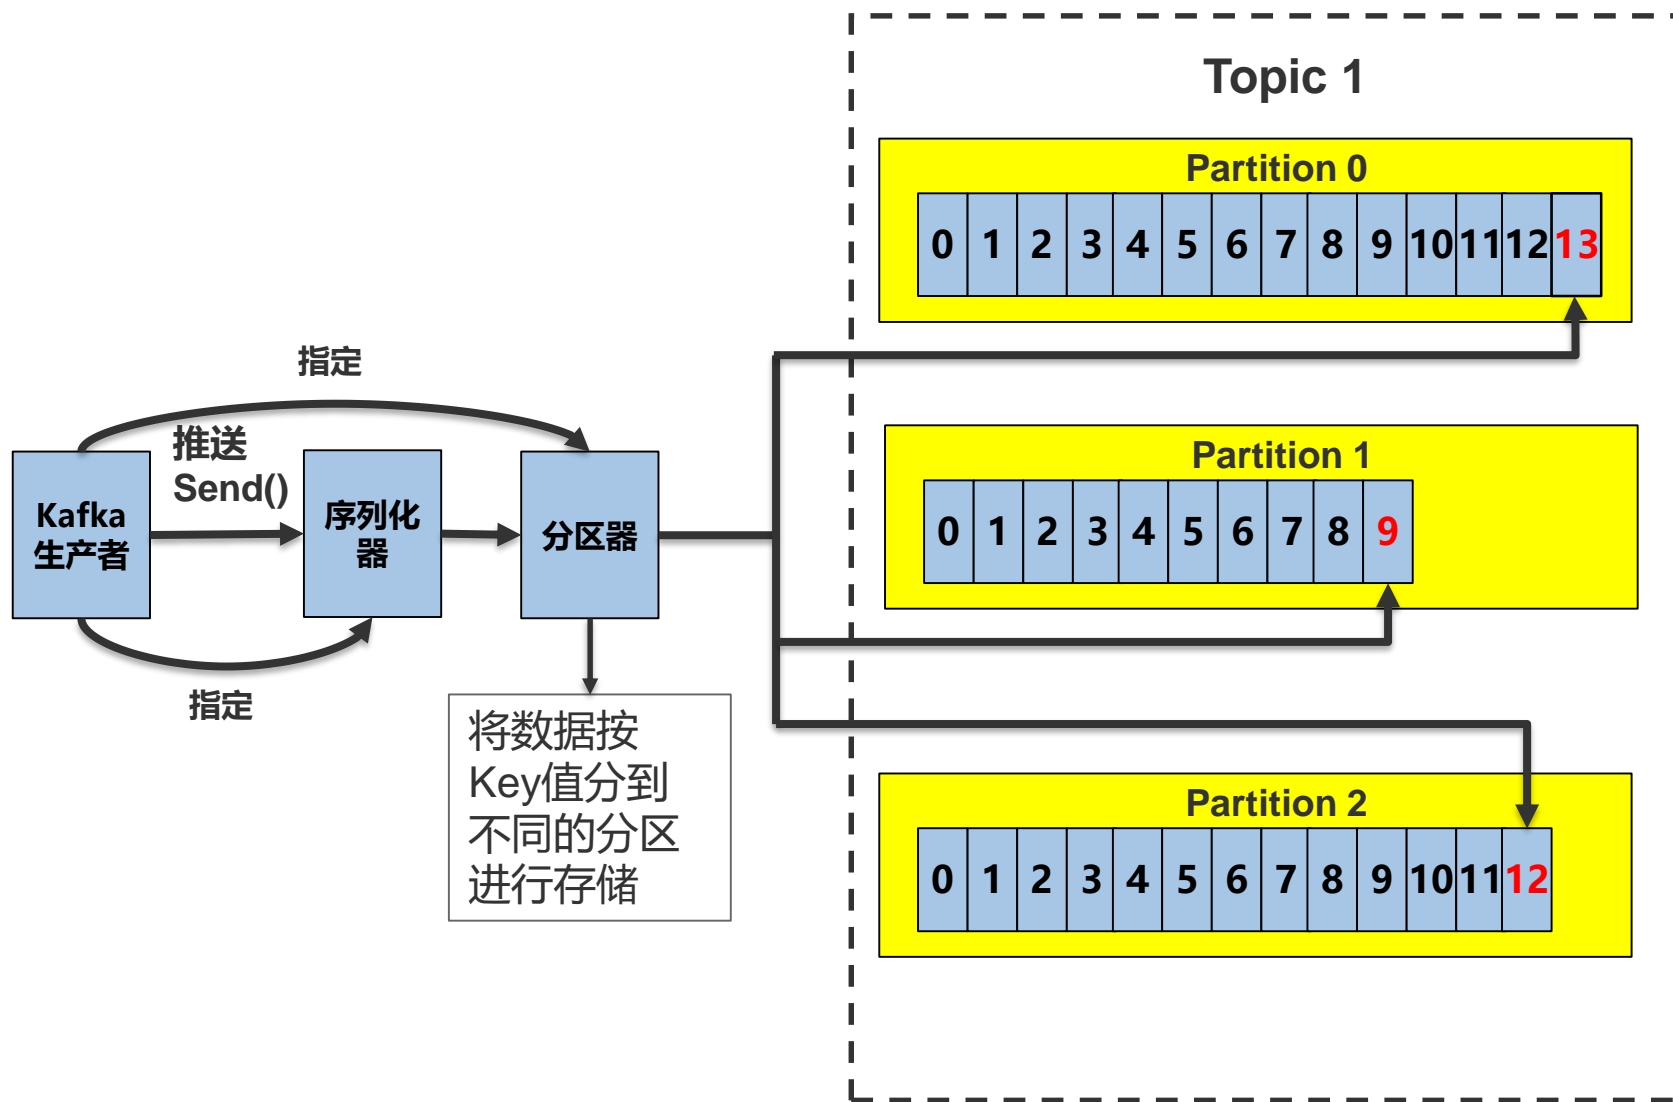 Topic 1
Partition 0
0 1 2 3 4 5 6 7 8 9 10 11 12 13
指定
推送
Send()
Kafka
生产者
序列化
器
分区器
指定
将数据按
Key值分到
不同的分区
进行存储
Partition 1
0 1 2 3 4 5 6 7 8 9
Partition 2
0 1 2 3 4 5 6 7 8 9 10 11 12